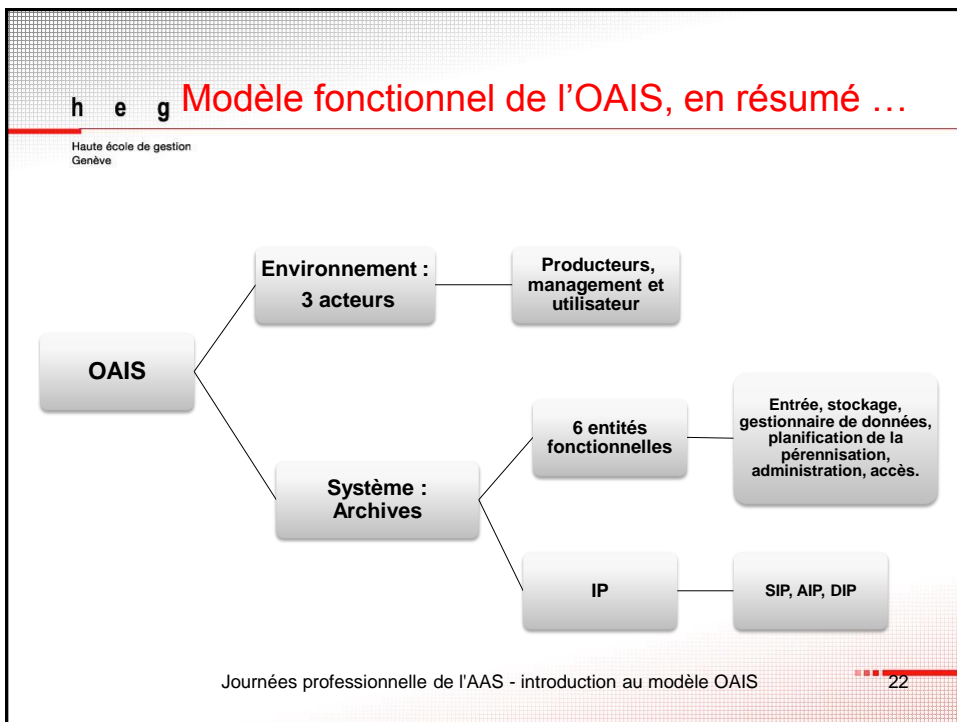 h e g Modèle fonctionnel de l'OAIS, en résumé …
Haute école de gestion
Genève
Environnement :
3 acteurs
Producteurs,
management et
utilisateur
OAIS
6 entités
fonctionnelles
Entrée, stockage,
gestionnaire de données,
planification de la
pérennisation,
administration, accès.
Système :
Archives
IP
SIP, AIP, DIP
Journées professionnelle de l'AAS - introduction au modèle OAIS
22